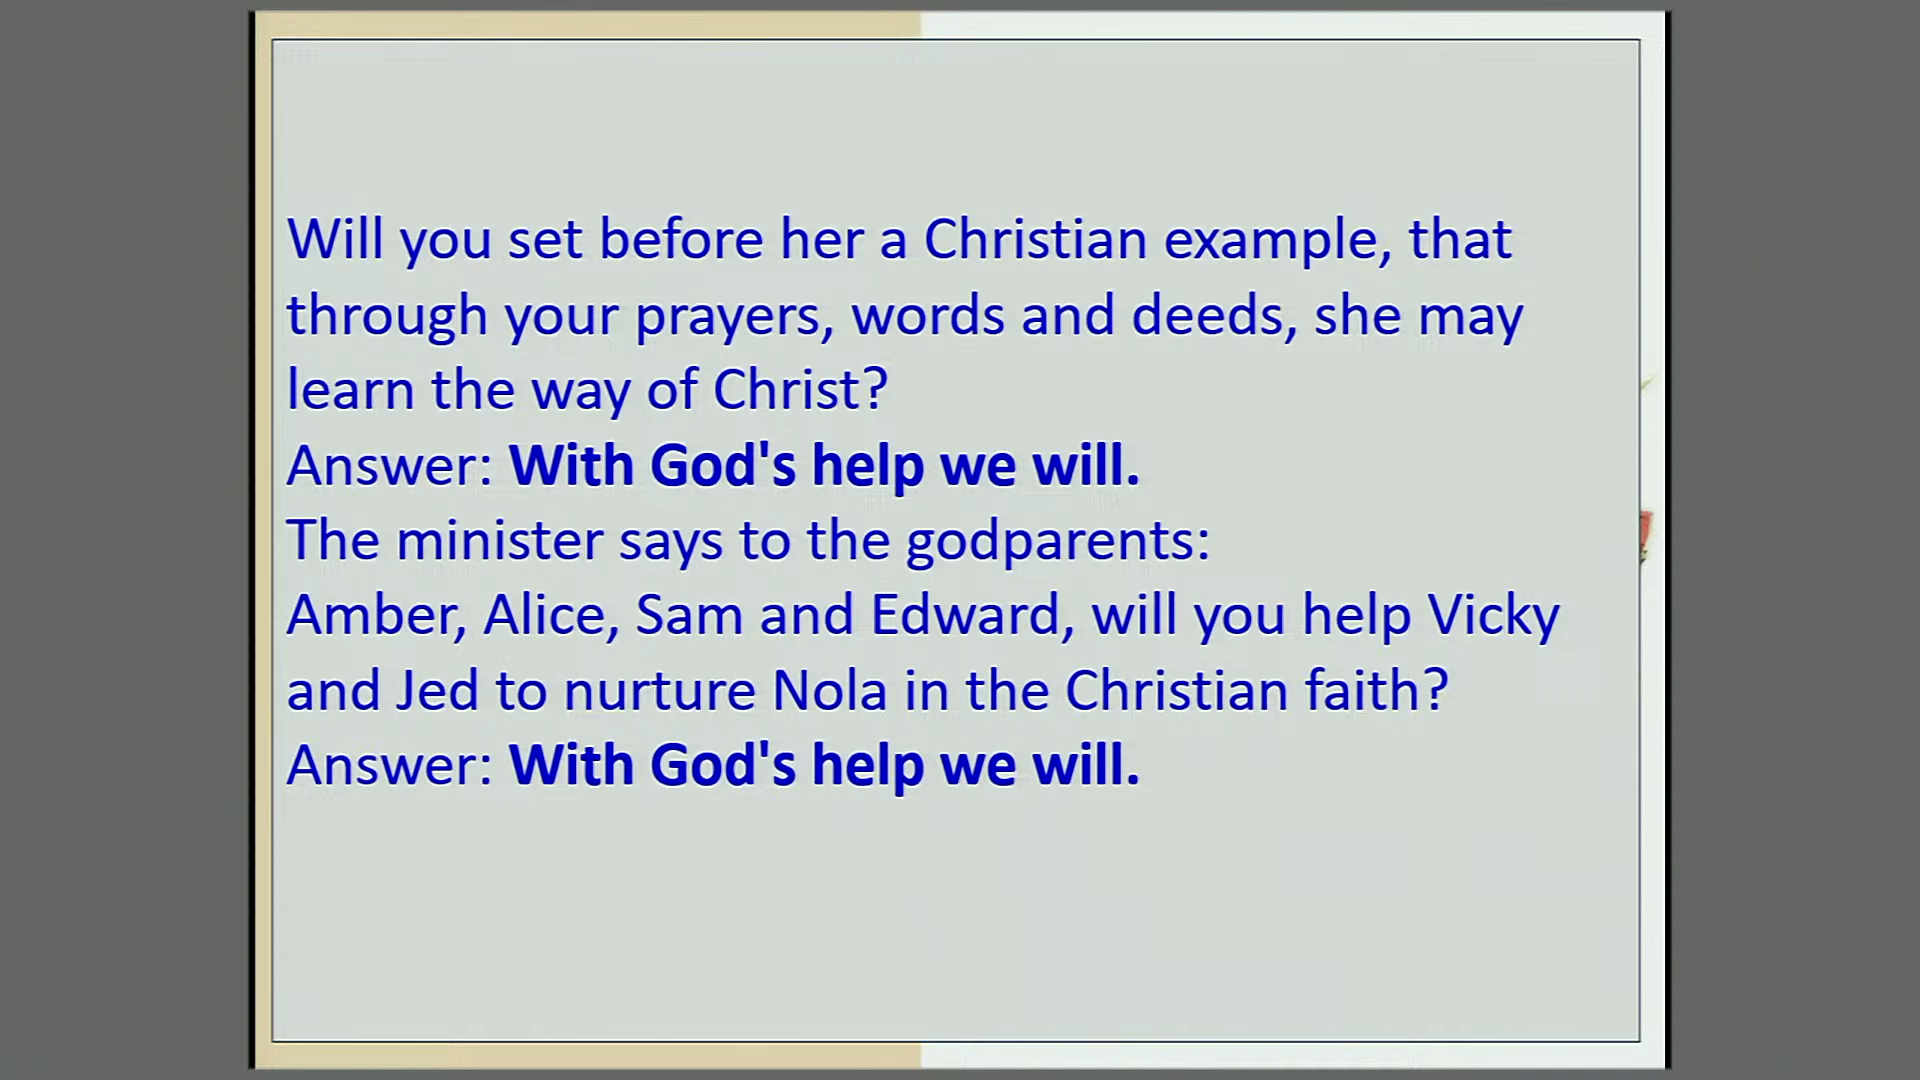 Will you set before her a Christian example, that
through your prayers, words and deeds, she may
learn the way of Christ?
Answer: With God's help we will.
The minister says to the godparents:
Amber, Alice, Sam and Edward, will you help Vicky
and Jed to nurture Nola in the Christian faith?
Answer: With God's help we will.